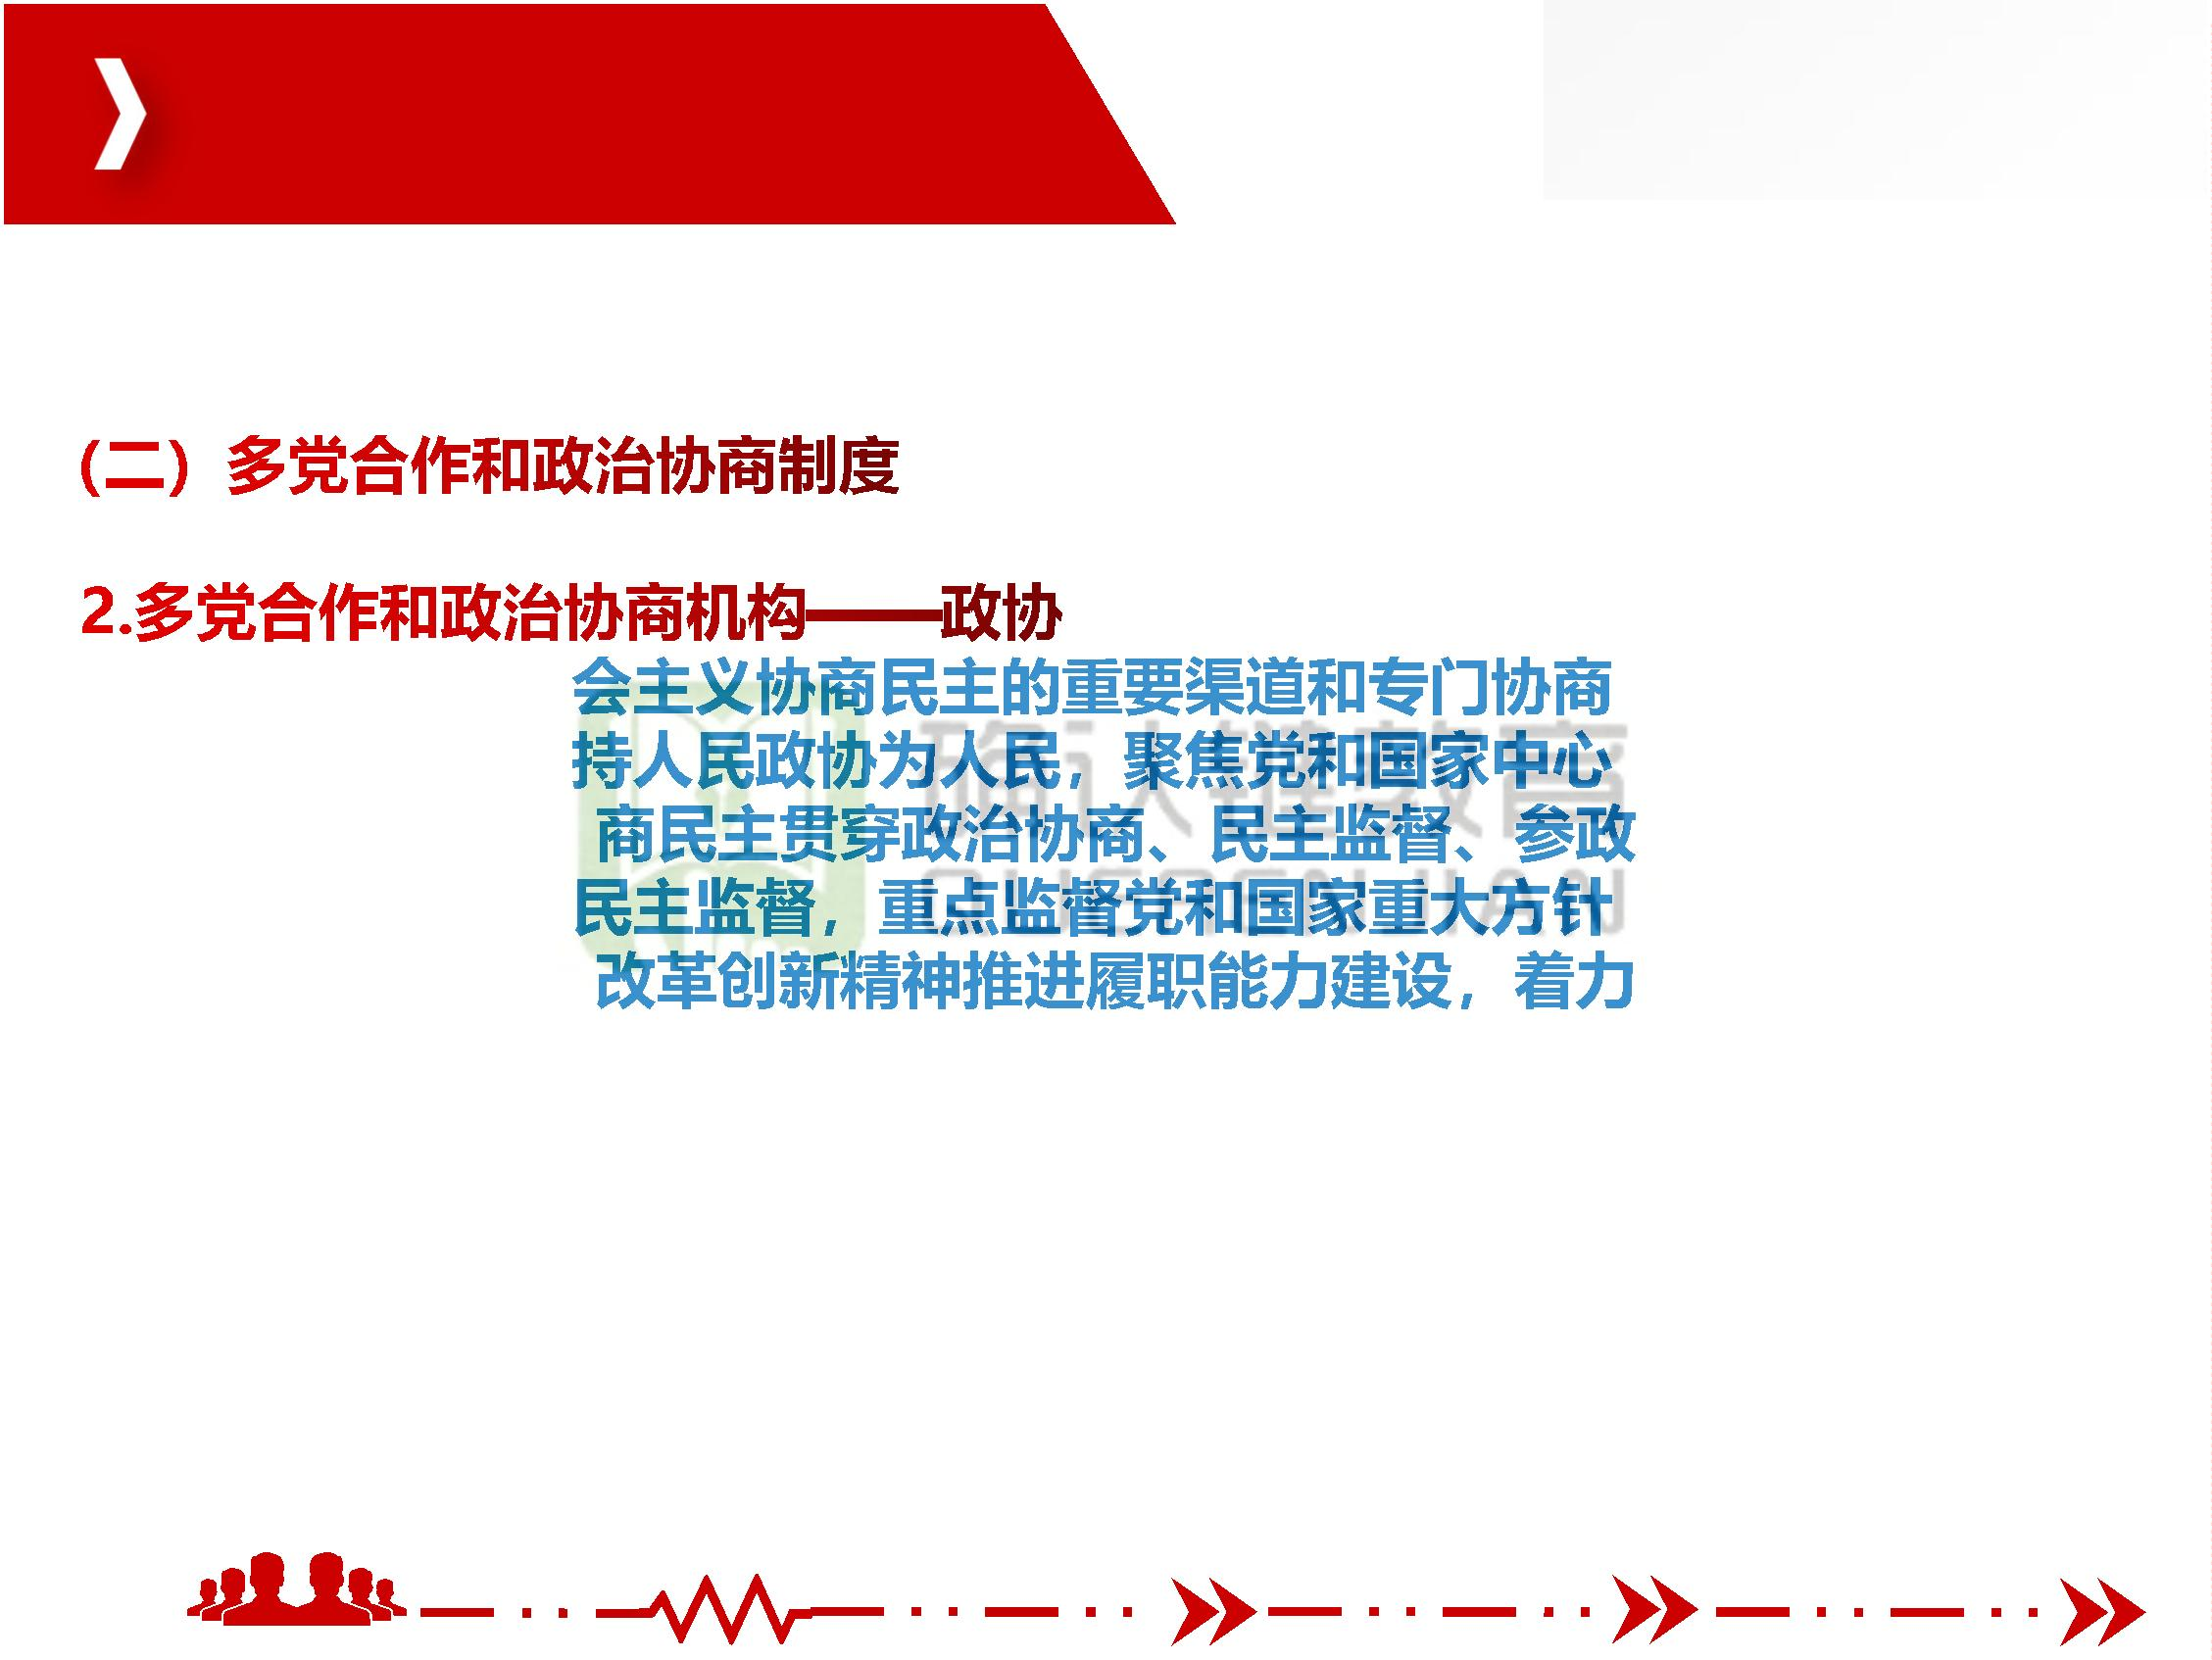 (二）多党合作和政治协商制度
2.多党合作和政治协商机构——政协
会主义协商民主的重要渠道和专门协商
持人民政协为人民，聚焦党和国家中心
商民主贯穿政治协商、民主监督、参政
民主监督，重点监督党和国家重大方针
改革创新精神推进履职能力建设，着力